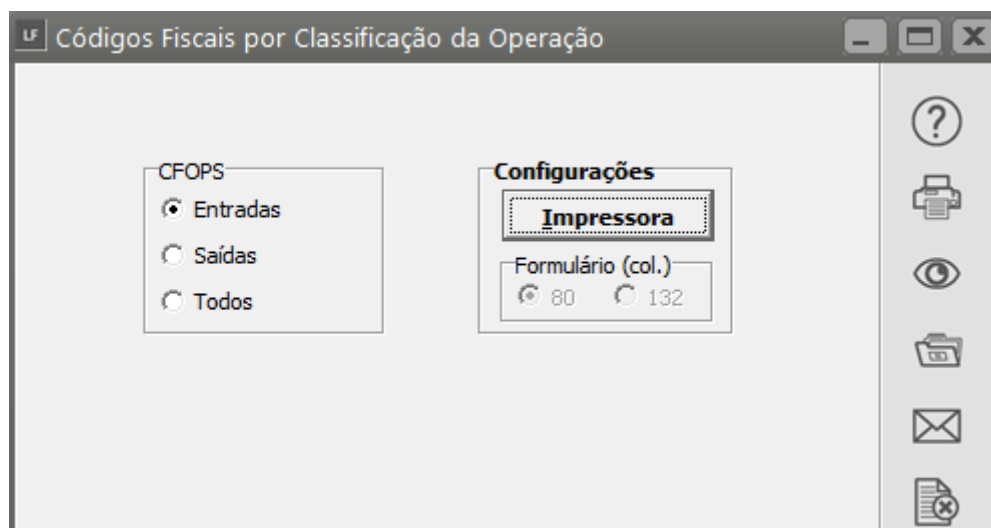 LF Códigos Fiscais por Classificação da Operação
CFOPS
Entradas
Saídas
Todos
Configurações
Impressora
Formulário (col.)
80 132